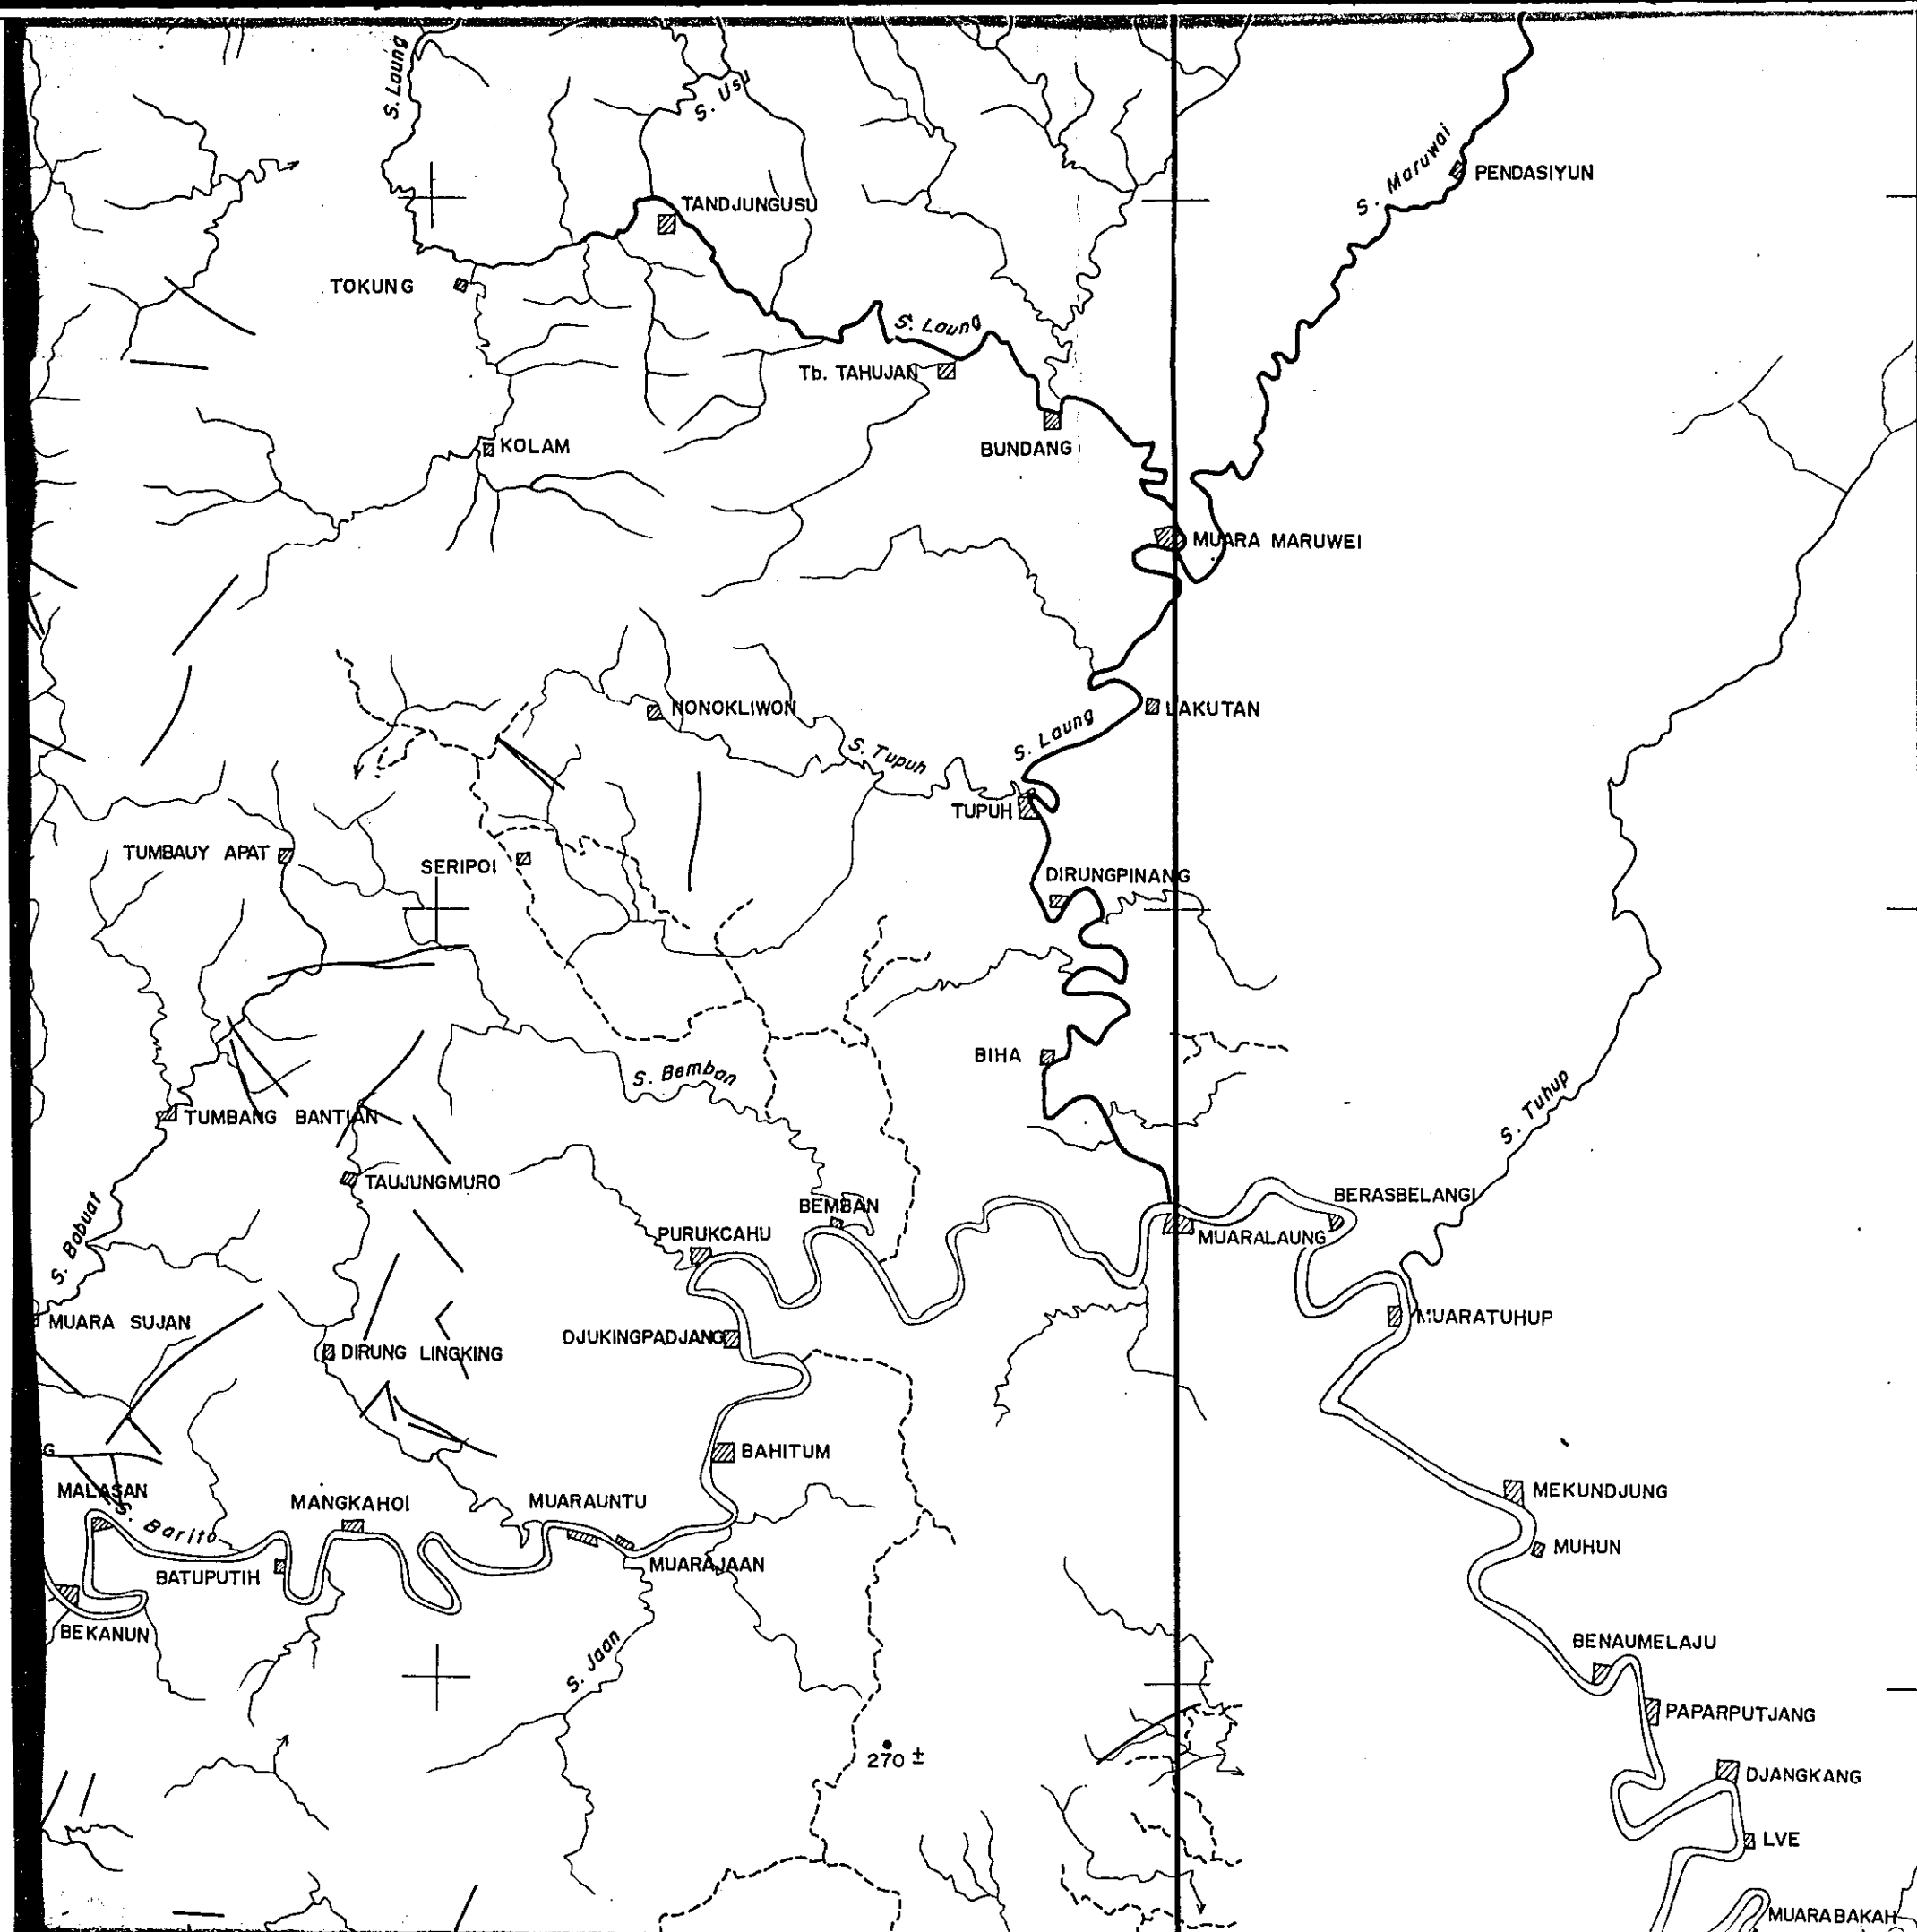 S. Laung
S. Usu
S. Maruwai
PENDASIYUN
TANDJUNGUSU
TOKUNG
S. Laung
Tb. TAHUJAN
KOLAM
BUNDANG
MUARA MARUWEI
NONOKLIWON
LAKUTAN
S. Laung
S. Tupuh
TUPUH
TUMBAUY APAT
SERIPOI
DIRUNGPINANG
BIHA
S. Bemban
S. Tuhup
TUMBANG BANTIAN
TAUJUNGMURO
BERASBELANGI
S. Babuat
BEMBAN
PURUKCAHU
MUARALAUNG
MUARA SUJAN
MUARATUHUP
DJUKINGPADJANG
DIRUNG LINGKING
G
BAHITUM
MALASAN
MANGKAHOI
MUARAUNTU
MEKUNDJUNG
S. Barito
MUHUN
BATUPUTIH
MUARAJAAN
BEKANUN
BENAUMELAJU
S. Jaan
PAPARPUTJANG
270 ±
DJANGKANG
LVE
MUARABAKAH